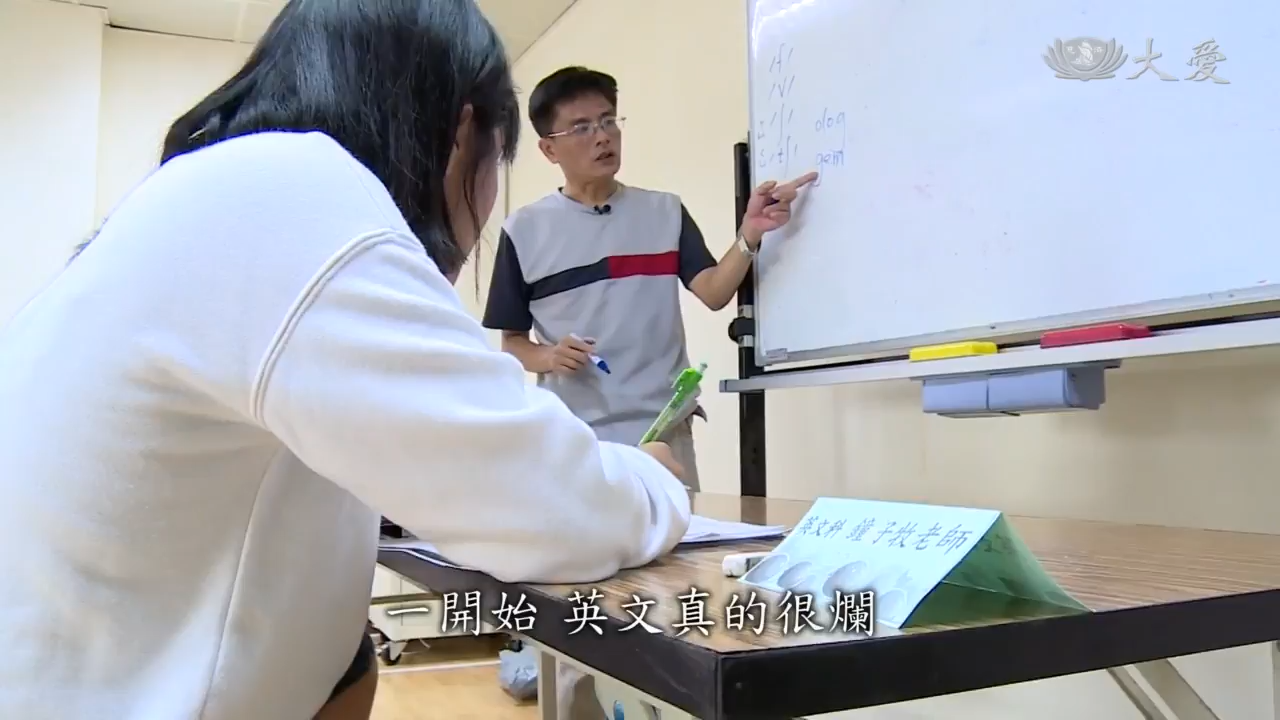 大愛
/f/
/v/
/ʃ/ dog
/tʃ/ gem
英文科 鐘子牧老師
一開始 英文真的很爛